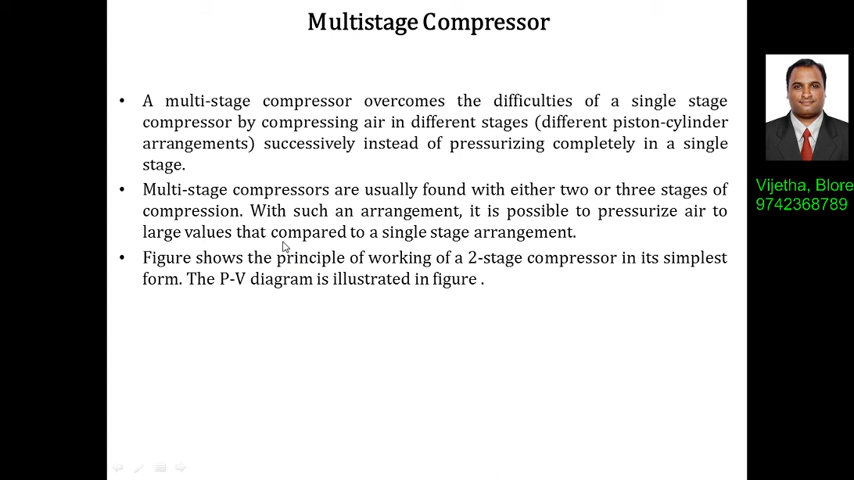 Multistage Compressor
• A multi-stage compressor overcomes the difficulties of a single stage
compressor by compressing air in different stages (different piston-cylinder
arrangements) successively instead of pressurizing completely in a single
stage.
• Multi-stage compressors are usually found with either two or three stages of
compression. With such an arrangement, it is possible to pressurize air to
large values that compared to a single stage arrangement.
• Figure shows the principle of working of a 2-stage compressor in its simplest
form. The P-V diagram is illustrated in figure .
Vijetha, Blore
9742368789